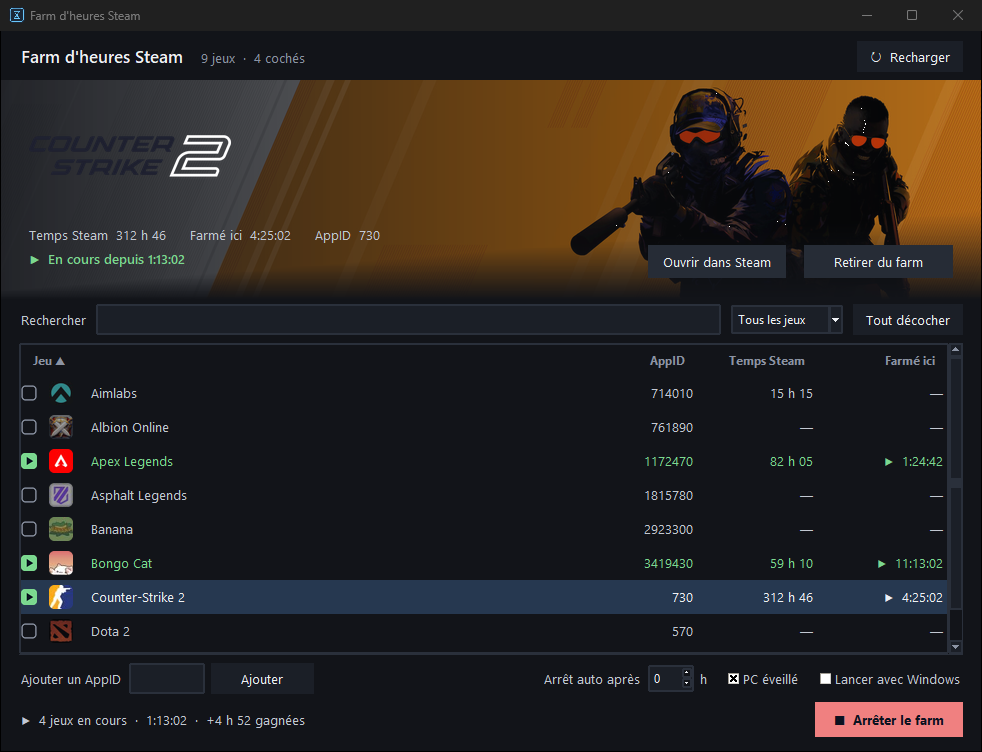 Farm d'heures Steam
Farm d'heures Steam 9 jeux · 4 cochés Recharger
COUNTER
STRIKE 2
Temps Steam 312 h 46 Farmé ici 4:25:02 AppID 730
► En cours depuis 1:13:02
Ouvrir dans Steam Retirer du farm
Rechercher Tous les jeux Tout décocher
Jeu ▲ AppID Temps Steam Farmé ici
Aimlabs 714010 15 h 15 —
Albion Online 761890 — —
Apex Legends 1172470 82 h 05 ► 1:24:42
Asphalt Legends 1815780 — —
Banana 2923300 — —
Bongo Cat 3419430 59 h 10 ► 11:13:02
Counter-Strike 2 730 312 h 46 ► 4:25:02
Dota 2 570 — —
Ajouter un AppID Ajouter Arrêt auto après 0 h PC éveillé Lancer avec Windows
► 4 jeux en cours · 1:13:02 · +4 h 52 gagnées ■ Arrêter le farm